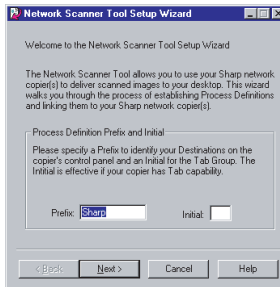 Network Scanner Tool Setup Wizard
Welcome to the Network Scanner Tool Setup Wizard
The Network Scanner Tool allows you to use your Sharp network
copier(s) to deliver scanned images to your desktop. This wizard
walks you through the process of establishing Process Definitions
and linking them to your Sharp network copier(s).
Process Definition Prefix and Initial
Please specify a Prefix to identify your Destinations on the
copier's control panel and an Initial for the Tab Group. The
Intitial is effective if your copier has Tab capability.
Prefix: Sharp Initial:
< Back Next > Cancel Help